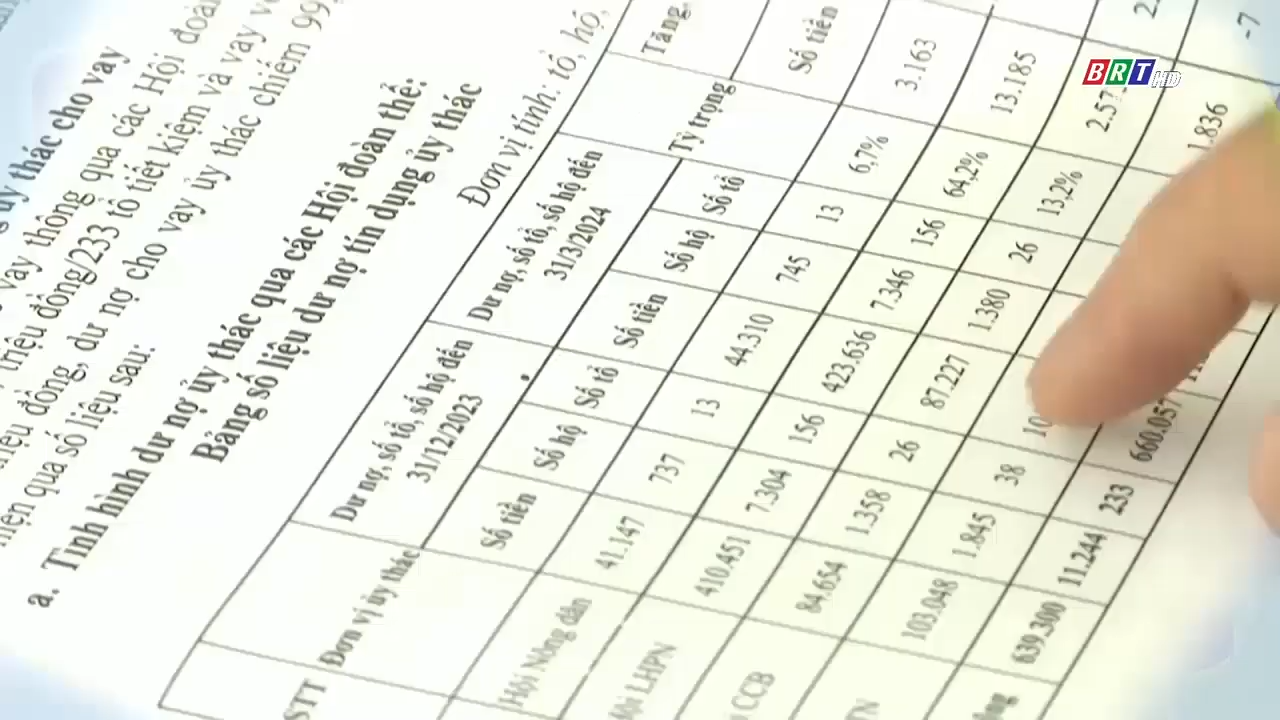 BRT HD
ủy thác cho vay
vay thông qua các Hội đoàn
triệu đồng/233 tổ tiết kiệm và vay
đồng, dư nợ cho vay ủy thác chiếm 99
hiện qua số liệu sau:
a. Tình hình dư nợ ủy thác qua các Hội đoàn thể:
Bảng số liệu dư nợ tín dụng ủy thác
Đơn vị tính: tổ, hộ,
STT Đơn vị ủy thác Dư nợ, số tổ, số hộ đến 31/12/2023 Dư nợ, số tổ, số hộ đến 31/3/2024 Tỷ trọng Tăng,
Số tiền Số hộ Số tổ Số tiền Số hộ Số tổ Số tiền
Hội Nông dân 41.147 737 13 44.310 745 13 6,7% 3.163
LHPN 410.451 7.304 156 423.636 7.346 156 64,2% 13.185
CCB 84.654 1.358 26 87.227 1.380 26 13,2% 2.57
TN 103.048 1.845 38 10 1.836
639.300 11.244 233 660.057
-7